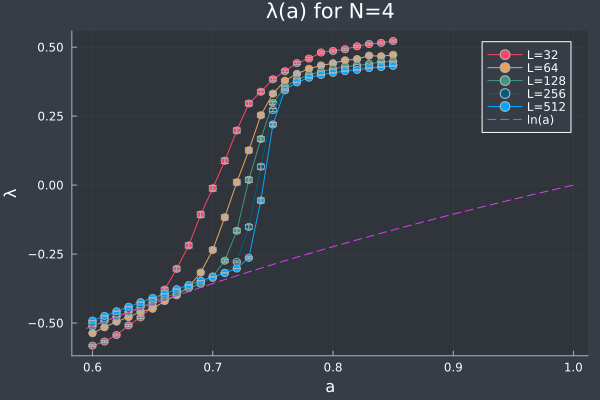 λ(a) for N=4
L=32
L=64
L=128
L=256
L=512
ln(a)
0.50
0.25
0.00
−0.25
−0.50
λ
0.6
0.7
0.8
0.9
1.0
a